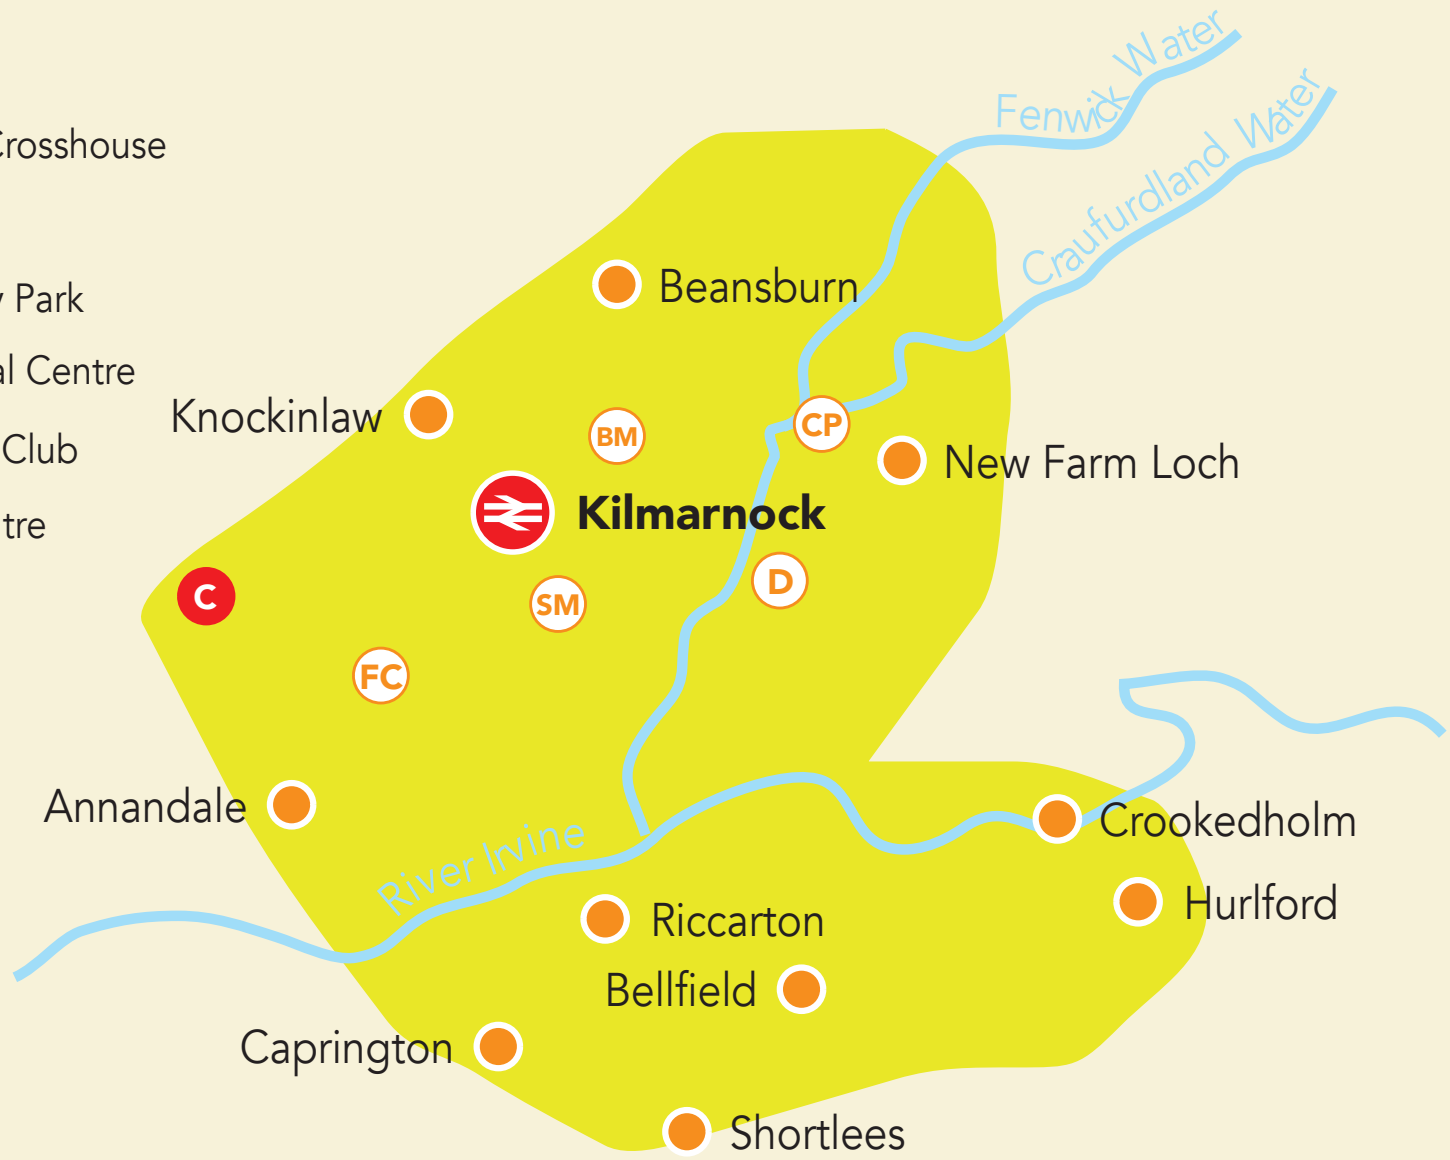 Fenwick Water
Craufurdland Water
Crosshouse
Park
Centre
Club
Beansburn
Knockinlaw
BM
CP
New Farm Loch
Kilmarnock
C
SM
D
FC
Annandale
River Irvine
Crookedholm
Hurlford
Riccarton
Bellfield
Caprington
Shortlees